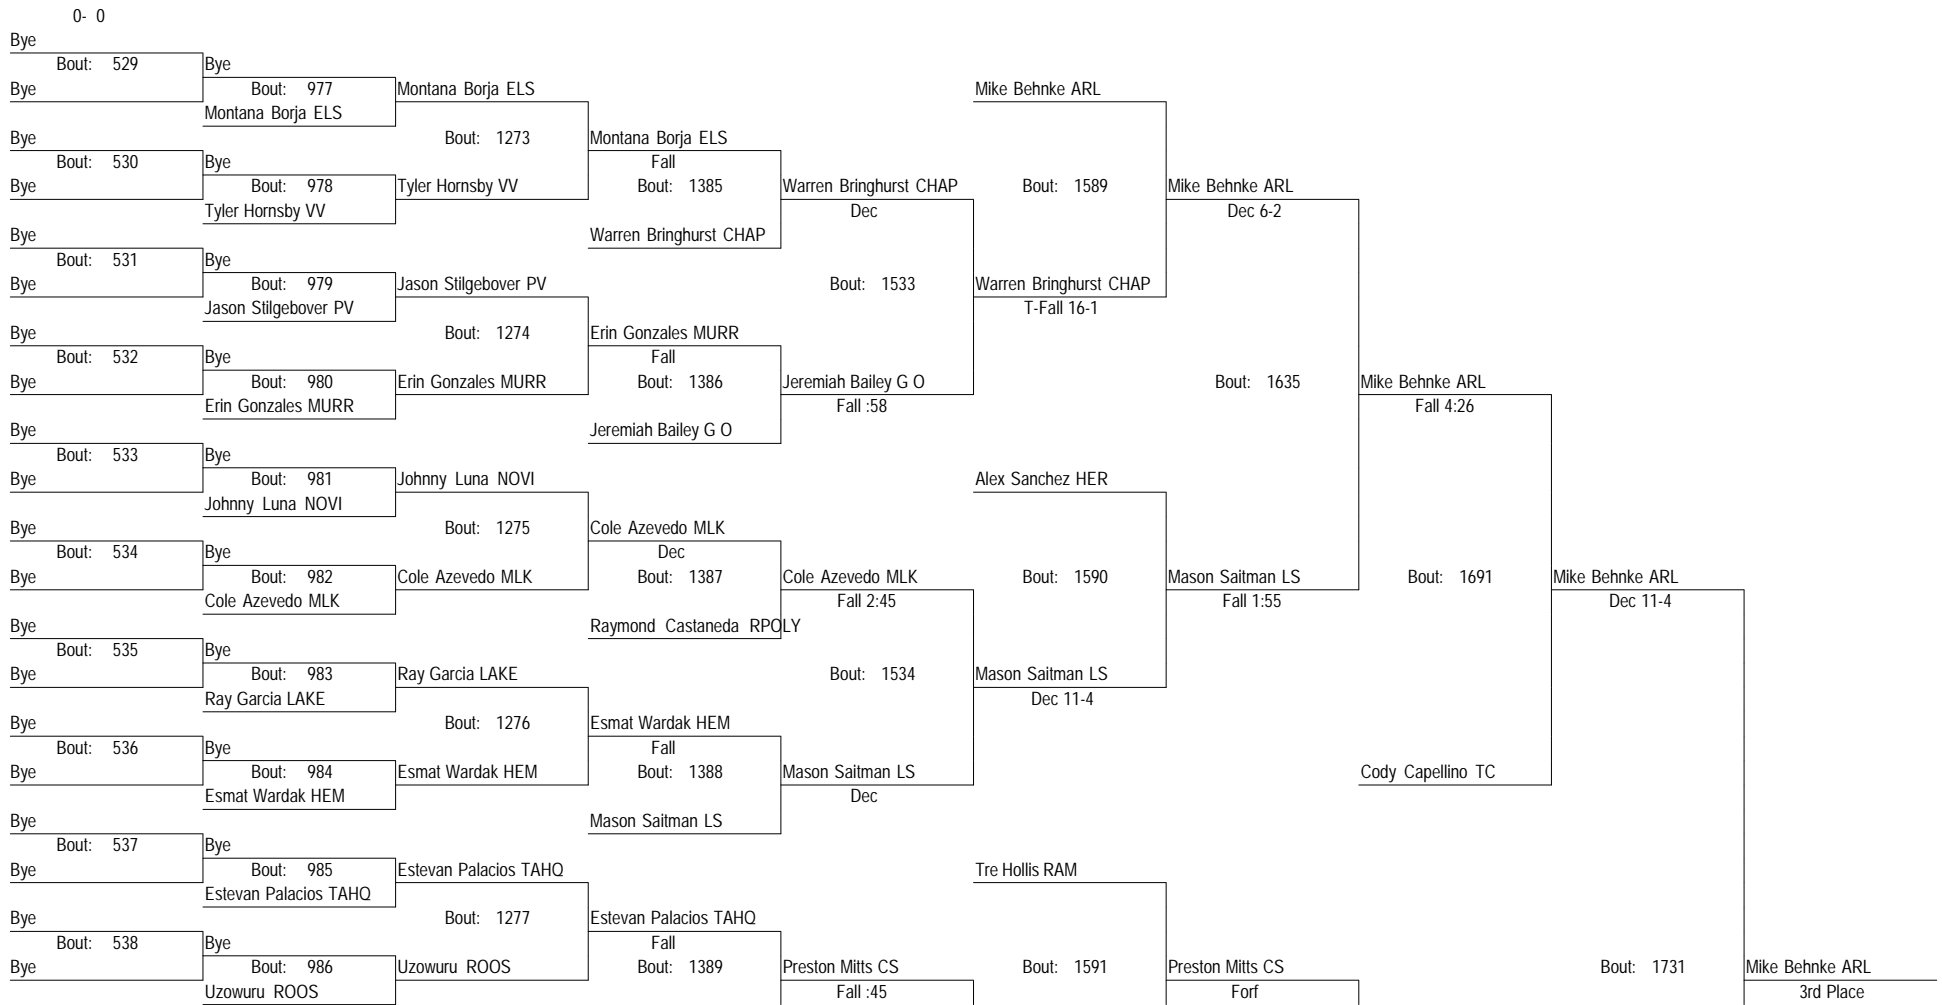 0- 0
Bye
Bout: 529 Bye
Bye Bout: 977 Montana Borja ELS Mike Behnke ARL
Montana Borja ELS
Bye Bout: 1273 Montana Borja ELS
Bout: 530 Bye Fall
Bye Bout: 978 Tyler Hornsby VV Bout: 1385 Warren Bringhurst CHAP Bout: 1589 Mike Behnke ARL
Tyler Hornsby VV Dec Dec 6-2
Bye Warren Bringhurst CHAP
Bout: 531 Bye
Bye Bout: 979 Jason Stilgebover PV Bout: 1533 Warren Bringhurst CHAP
Jason Stilgebover PV T-Fall 16-1
Bye Bout: 1274 Erin Gonzales MURR
Bout: 532 Bye Fall
Bye Bout: 980 Erin Gonzales MURR Bout: 1386 Jeremiah Bailey G O Bout: 1635 Mike Behnke ARL
Erin Gonzales MURR Fall :58 Fall 4:26
Bye Jeremiah Bailey G O
Bout: 533 Bye
Bye Bout: 981 Johnny Luna NOVI Alex Sanchez HER
Johnny Luna NOVI
Bye Bout: 1275 Cole Azevedo MLK
Bout: 534 Bye Dec
Bye Bout: 982 Cole Azevedo MLK Bout: 1387 Cole Azevedo MLK Bout: 1590 Mason Saitman LS Bout: 1691 Mike Behnke ARL
Cole Azevedo MLK Fall 2:45 Fall 1:55 Dec 11-4
Bye Raymond Castaneda RPOLY
Bout: 535 Bye
Bye Bout: 983 Ray Garcia LAKE Bout: 1534 Mason Saitman LS
Ray Garcia LAKE Dec 11-4
Bye Bout: 1276 Esmat Wardak HEM
Bout: 536 Bye Fall
Bye Bout: 984 Esmat Wardak HEM Bout: 1388 Mason Saitman LS Cody Capellino TC
Esmat Wardak HEM Dec
Bye Mason Saitman LS
Bout: 537 Bye
Bye Bout: 985 Estevan Palacios TAHQ Tre Hollis RAM
Estevan Palacios TAHQ
Bye Bout: 1277 Estevan Palacios TAHQ
Bout: 538 Bye Fall
Bye Bout: 986 Uzowuru ROOS Bout: 1389 Preston Mitts CS Bout: 1591 Preston Mitts CS Bout: 1731 Mike Behnke ARL
Uzowuru ROOS Fall :45 Forf 3rd Place